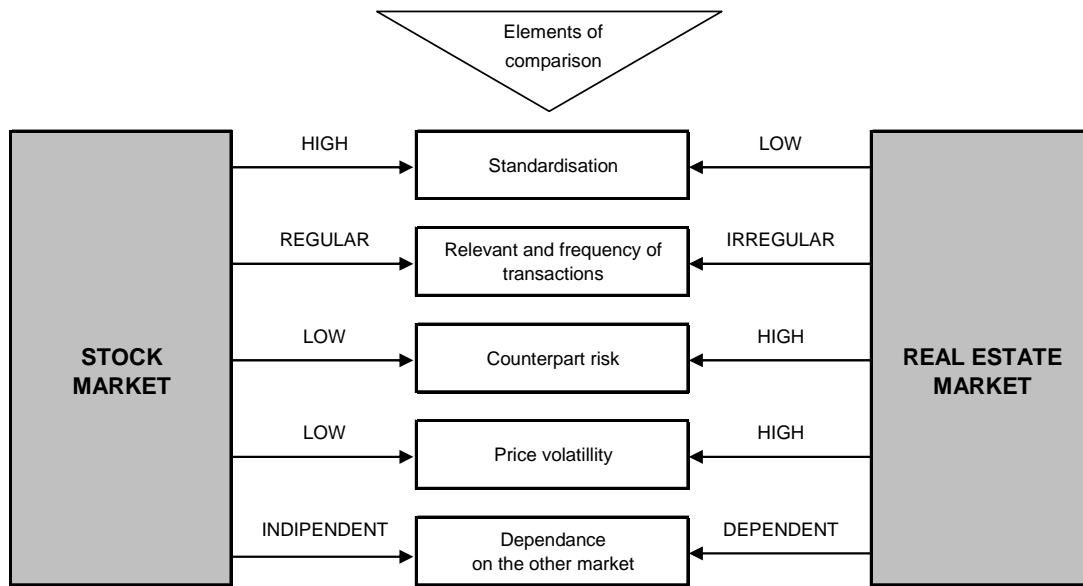 Elements of
comparison
HIGH
Standardisation
LOW
REGULAR
Relevant and frequency of
transactions
IRREGULAR
STOCK
MARKET
LOW
Counterpart risk
HIGH
REAL ESTATE
MARKET
LOW
Price volatillity
HIGH
INDIPENDENT
Dependance
on the other market
DEPENDENT